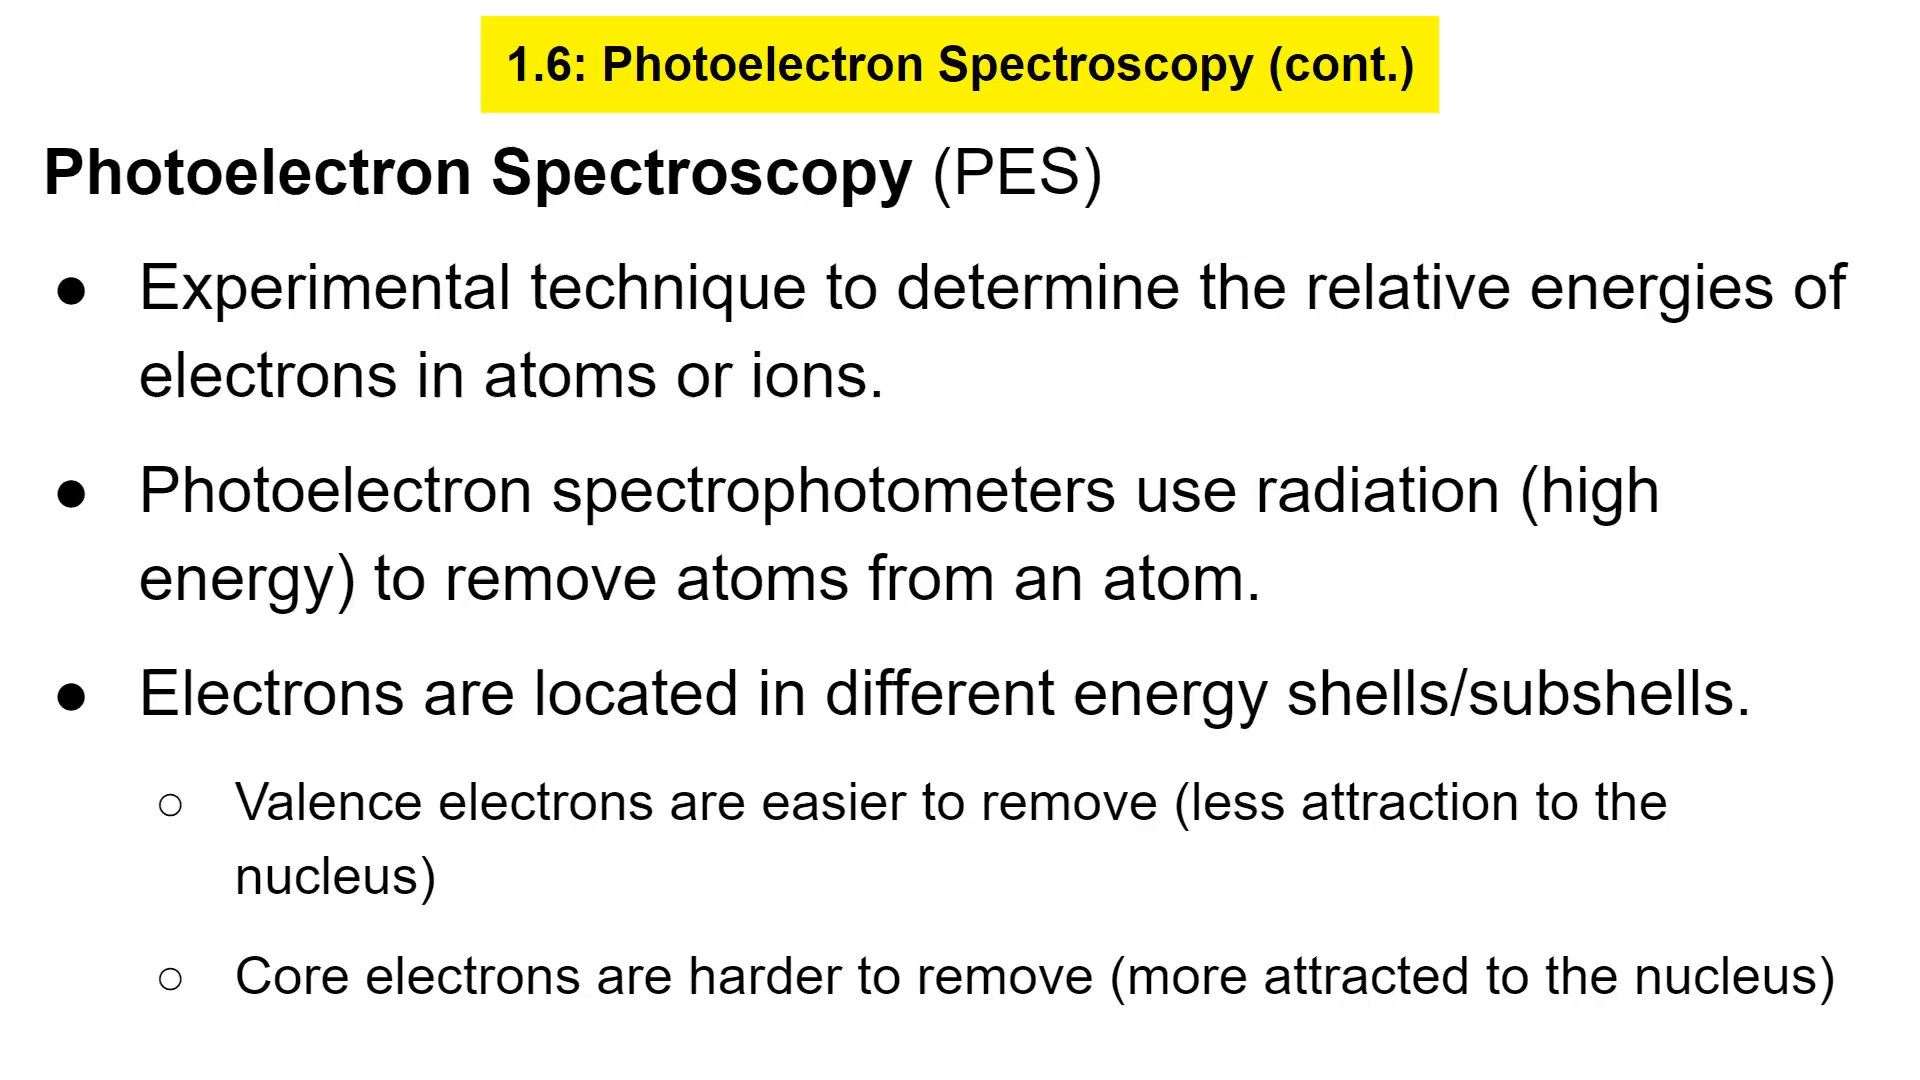 1.6: Photoelectron Spectroscopy (cont.)
Photoelectron Spectroscopy (PES)
● Experimental technique to determine the relative energies of
electrons in atoms or ions.
● Photoelectron spectrophotometers use radiation (high
energy) to remove atoms from an atom.
● Electrons are located in different energy shells/subshells.
○ Valence electrons are easier to remove (less attraction to the
nucleus)
○ Core electrons are harder to remove (more attracted to the nucleus)